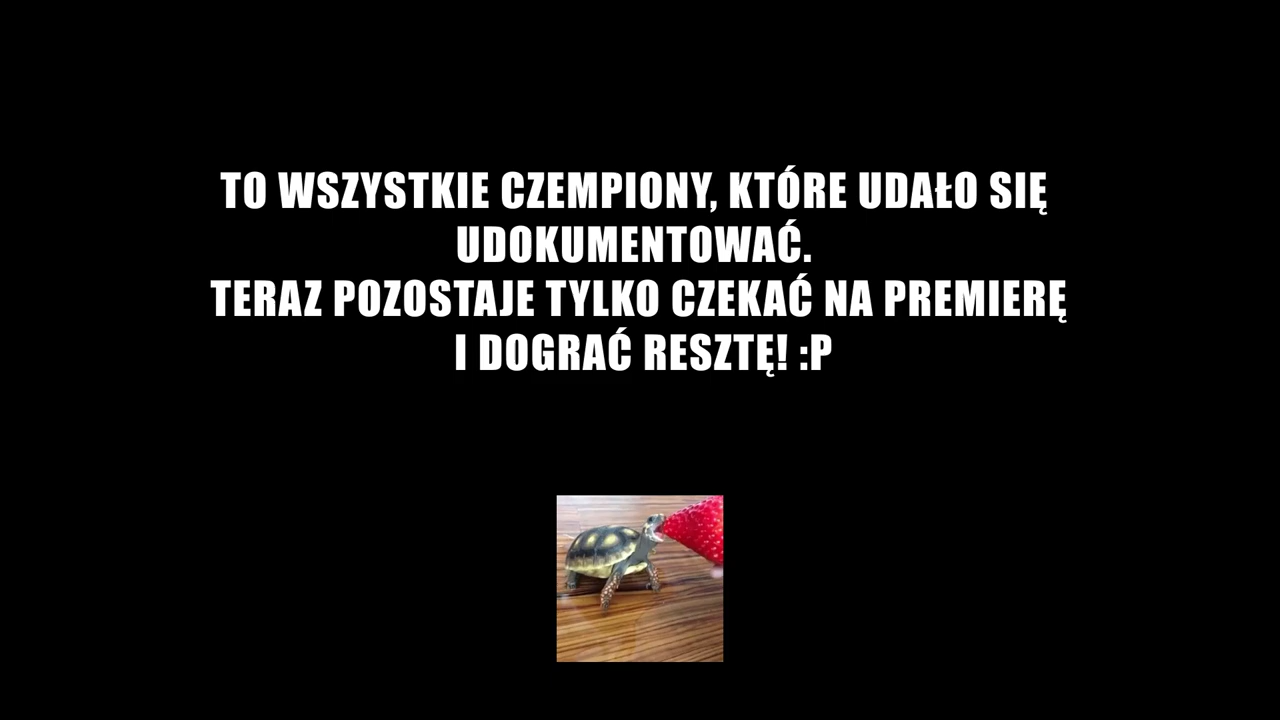 TO WSZYSTKIE CZEMPIONY, KTÓRE UDAŁO SIĘ
UDOKUMENTOWAĆ.
TERAZ POZOSTAJE TYLKO CZEKAĆ NA PREMIERĘ
I DOGRAĆ RESZTĘ! :P